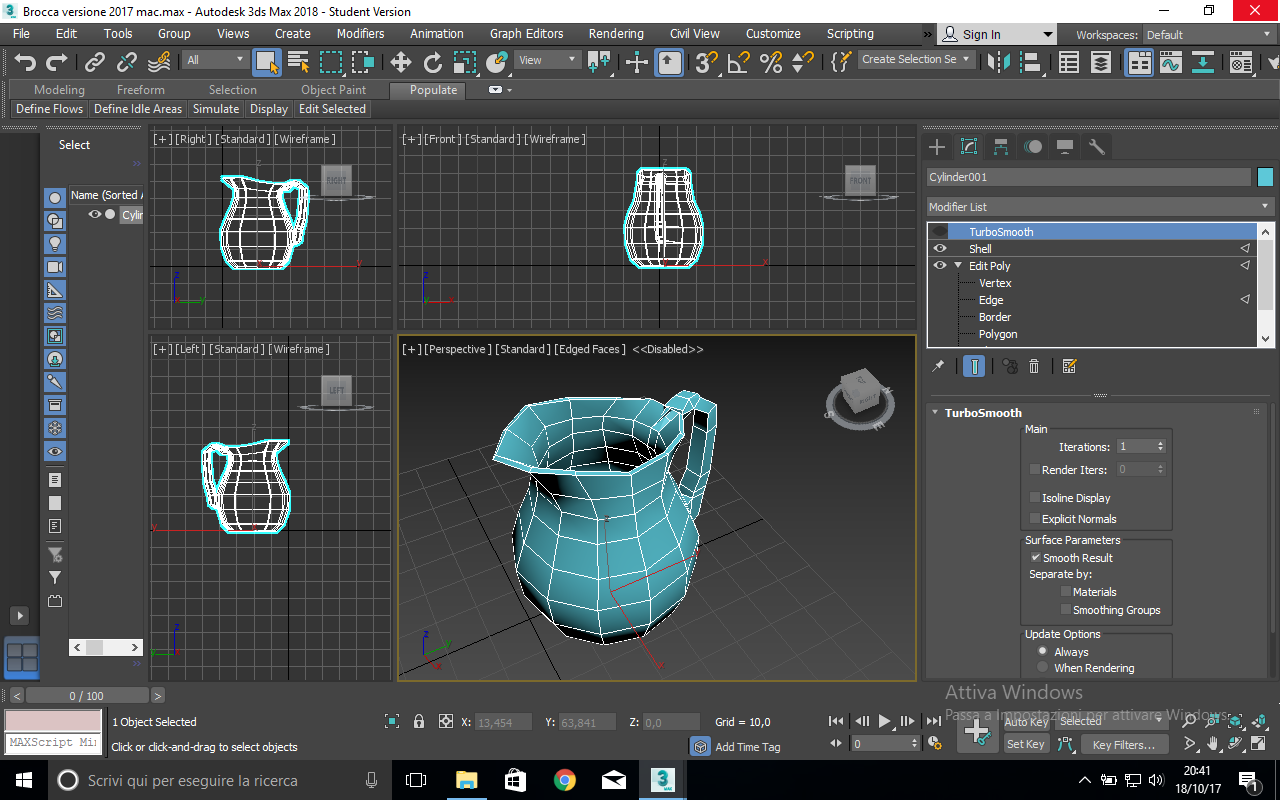 Brocca versione 2017 mac.max - Autodesk 3ds Max 2018 - Student Version
File Edit Tools Group Views Create Modifiers Animation Graph Editors Rendering Civil View Customize Scripting » Sign In Workspaces: Default
All View Create Selection Se
Modeling Freeform Selection Object Paint Populate
Define Flows Define Idle Areas Simulate Display Edit Selected
Select
Name (Sorted A
Cylin
[+] [Right] [Standard] [Wireframe]
RIGHT
[+] [Front] [Standard] [Wireframe]
FRONT
[+] [Left] [Standard] [Wireframe]
LEFT
[+] [Perspective] [Standard] [Edged Faces] <<Disabled>>
Cylinder001
Modifier List
TurboSmooth
Shell
Edit Poly
Vertex
Edge
Border
Polygon
TurboSmooth
Main
Iterations: 1
Render Iters: 0
Isoline Display
Explicit Normals
Surface Parameters
Smooth Result
Separate by:
Materials
Smoothing Groups
Update Options
Always
When Rendering
0 / 100
Attiva Windows
Passa a Impostazioni per attivare Windows.
1 Object Selected
X: 13,454 Y: 63,841 Z: 0,0 Grid = 10,0
Auto Key Selected
MAXScript Mi
Click or click-and-drag to select objects
Add Time Tag
0
Set Key Key Filters...
Scrivi qui per eseguire la ricerca
3 MAX
20:41
18/10/17
1